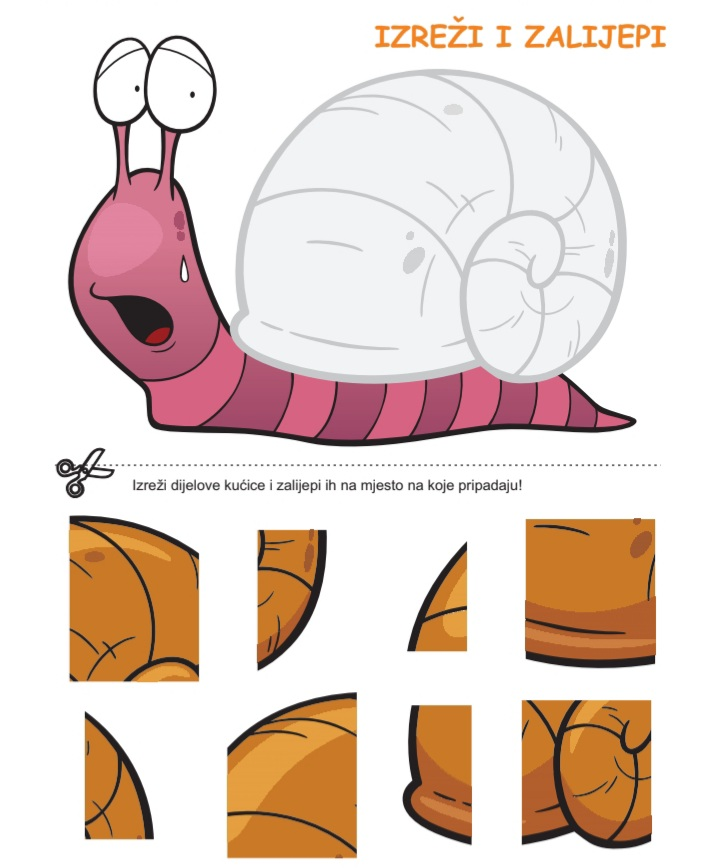 IZREŽI I ZALIJEPI
Izreži dijelove kućice i zalijepi ih na mjesto na koje pripadaju!